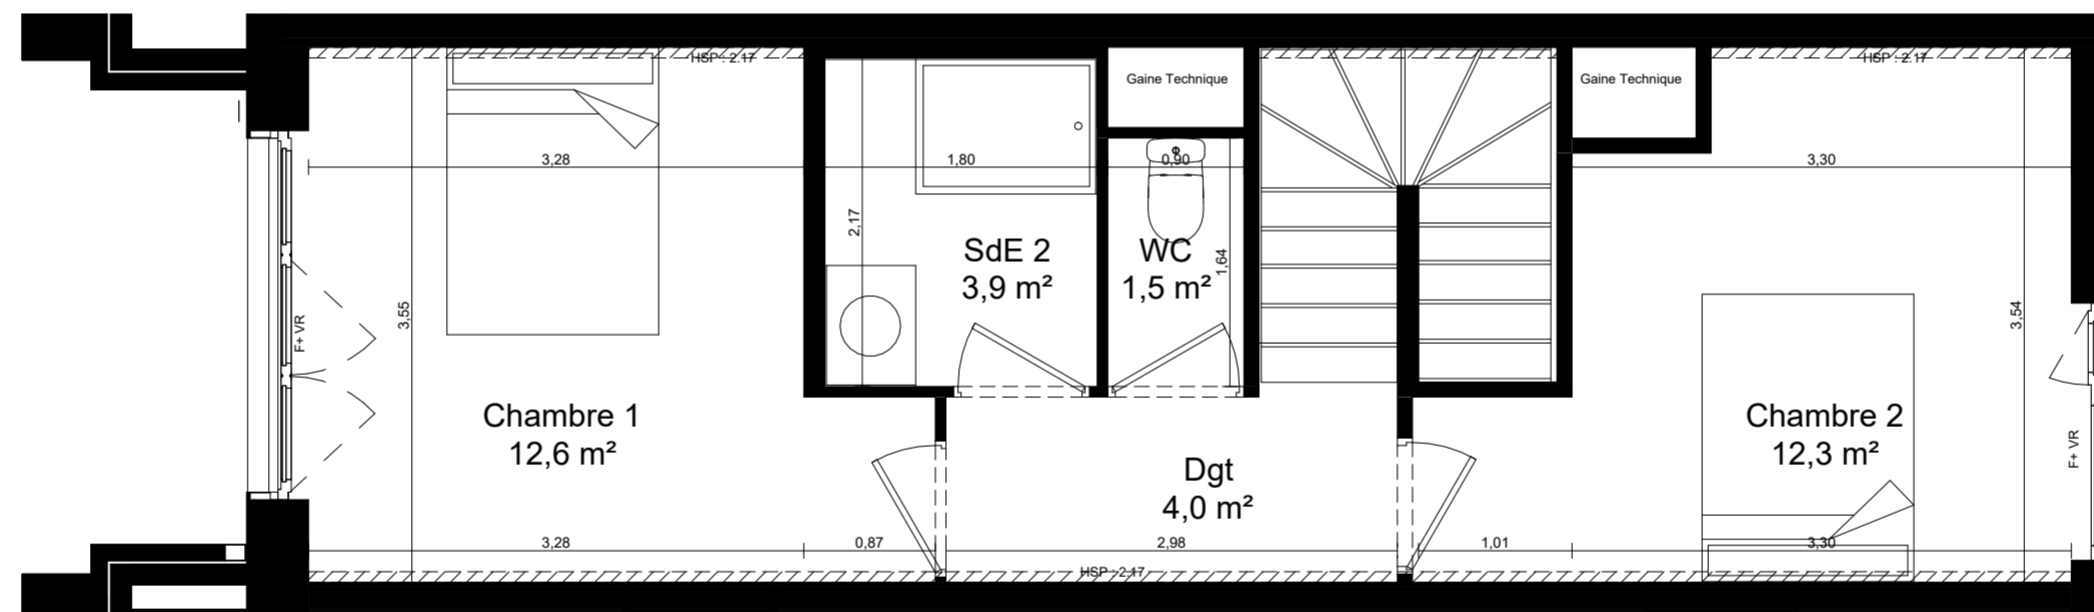 HSP : 2.17
HSP : 2.17
Gaine Technique
Gaine Technique
3,28
1,80
0,90
3,30
2,17
SdE 2
3,9 m²
WC
1,5 m²
1,64
F+ VR
3,55
3,54
Chambre 1
12,6 m²
Chambre 2
12,3 m²
F+ VR
Dgt
4,0 m²
3,28
0,87
2,98
1,01
3,30
HSP : 2.17